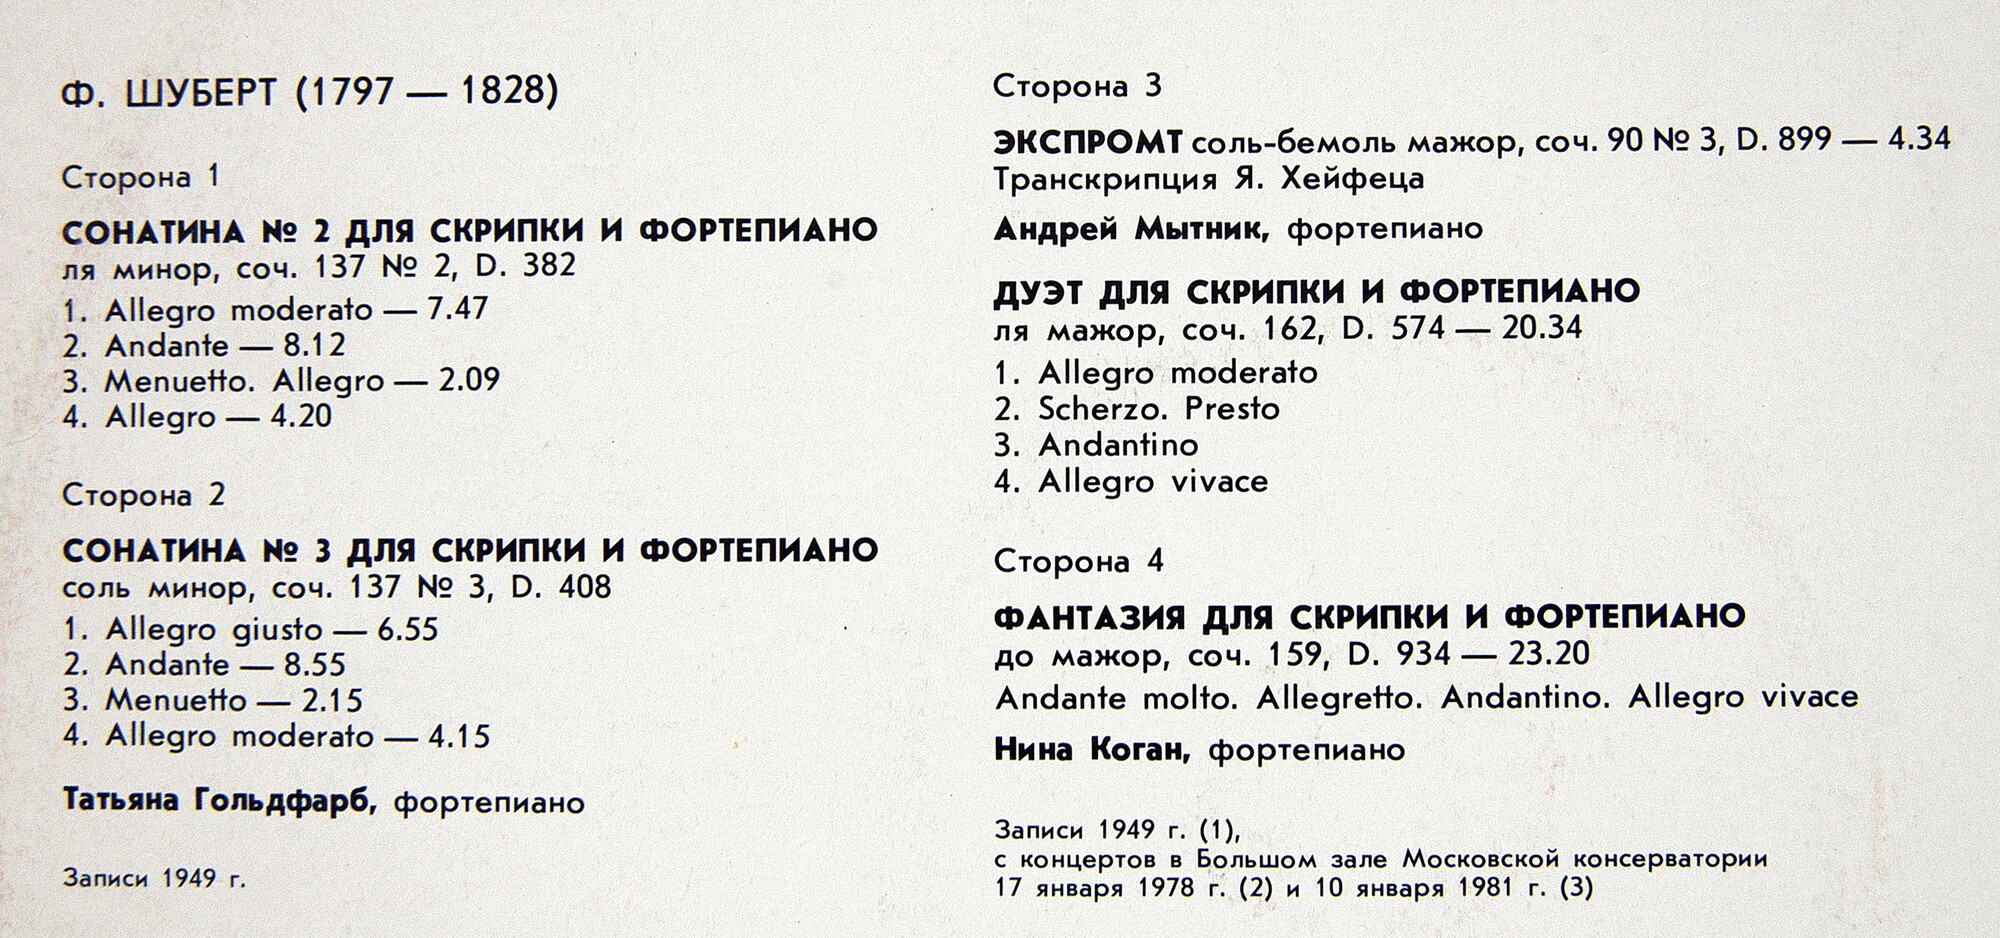 Ф. ШУБЕРТ (1797 — 1828)
Сторона 1
СОНАТИНА № 2 ДЛЯ СКРИПКИ И ФОРТЕПИАНО
ля минор, соч. 137 № 2, D. 382
1. Allegro moderato — 7.47
2. Andante — 8.12
3. Menuetto. Allegro — 2.09
4. Allegro — 4.20
Сторона 2
СОНАТИНА № 3 ДЛЯ СКРИПКИ И ФОРТЕПИАНО
соль минор, соч. 137 № 3, D. 408
1. Allegro giusto — 6.55
2. Andante — 8.55
3. Menuetto — 2.15
4. Allegro moderato — 4.15
Татьяна Гольдфарб, фортепиано
Записи 1949 г.
Сторона 3
ЭКСПРОМТ соль-бемоль мажор, соч. 90 № 3, D. 899 — 4.34
Транскрипция Я. Хейфеца
Андрей Мытник, фортепиано
ДУЭТ ДЛЯ СКРИПКИ И ФОРТЕПИАНО
ля мажор, соч. 162, D. 574 — 20.34
1. Allegro moderato
2. Scherzo. Presto
3. Andantino
4. Allegro vivace
Сторона 4
ФАНТАЗИЯ ДЛЯ СКРИПКИ И ФОРТЕПИАНО
до мажор, соч. 159, D. 934 — 23.20
Andante molto. Allegretto. Andantino. Allegro vivace
Нина Коган, фортепиано
Записи 1949 г. (1),
с концертов в Большом зале Московской консерватории
17 января 1978 г. (2) и 10 января 1981 г. (3)